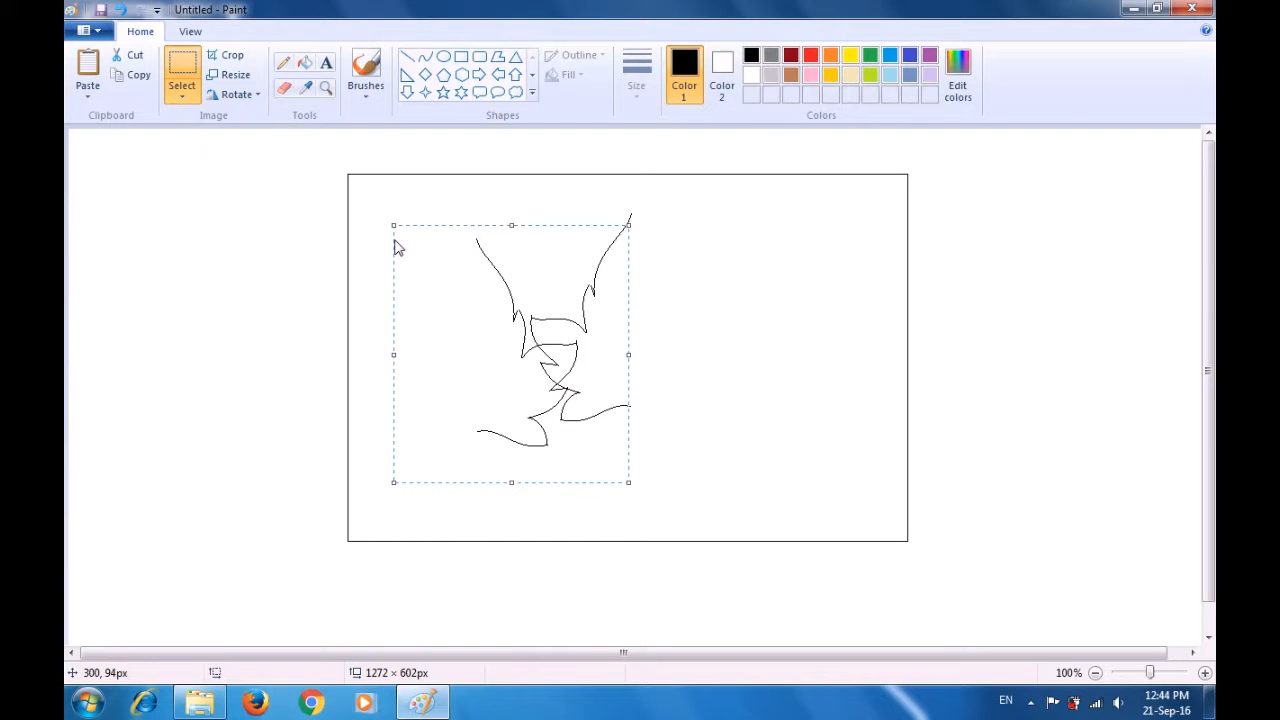 Untitled - Paint
Home View
Paste
Cut
Copy
Clipboard
Select
Crop
Resize
Rotate
Image
A
Tools
Brushes
Outline
Fill
Shapes
Size
Color 1
Color 2
Edit colors
Colors
300, 94px
1272 × 602px
100%
EN
12:44 PM
21-Sep-16